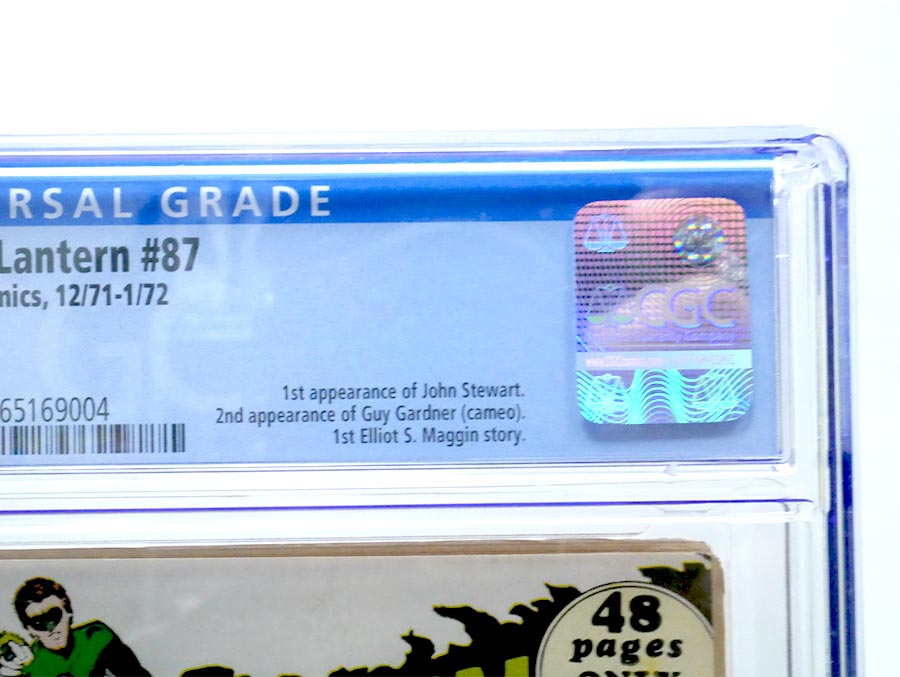 RSAL GRADE
Lantern #87
mics, 12/71-1/72
65169004
1st appearance of John Stewart.
2nd appearance of Guy Gardner (cameo).
1st Elliot S. Maggin story.
CGC
48
pages
ONLY